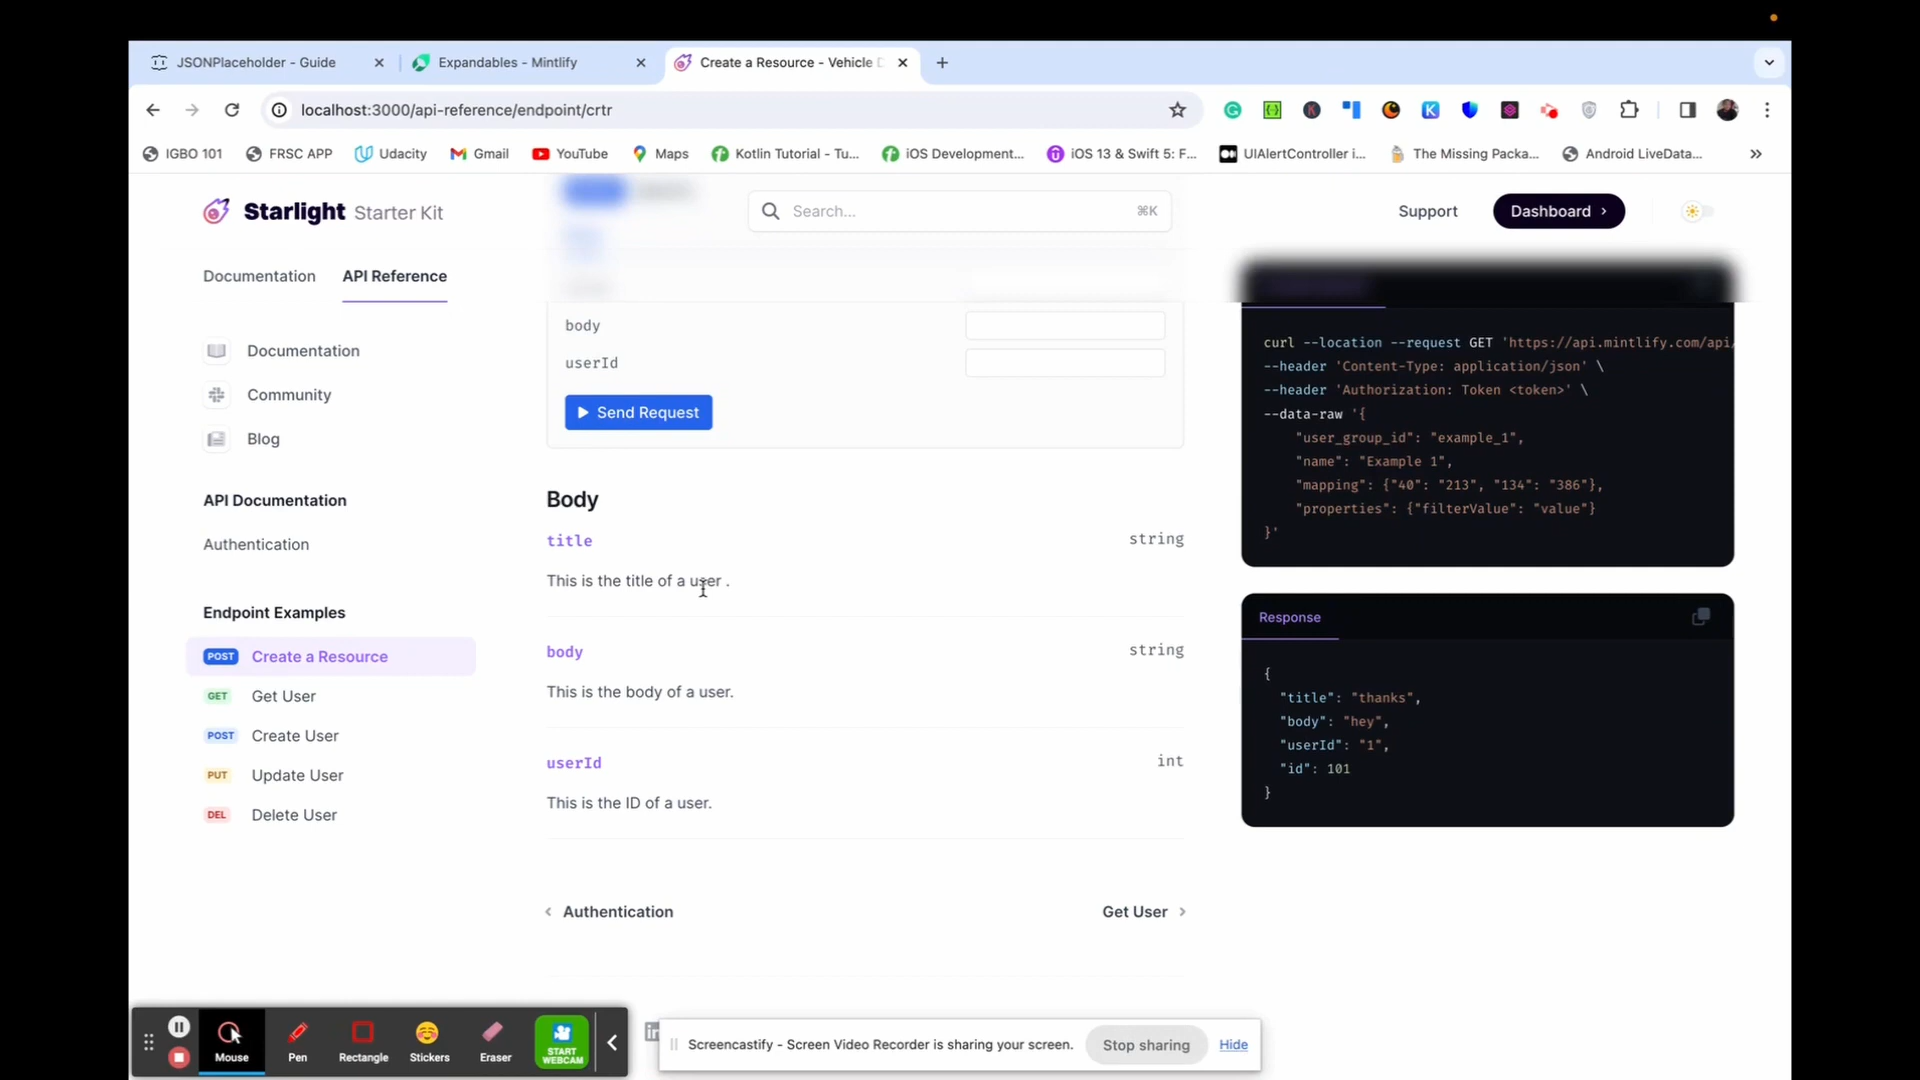 JSONPlaceholder - Guide
Expandables - Mintlify
Create a Resource - Vehicle D
localhost:3000/api-reference/endpoint/crtr
IGBO 101
FRSC APP
Udacity
Gmail
YouTube
Maps
Kotlin Tutorial - Tu...
iOS Development...
iOS 13 & Swift 5: F...
UIAlertController i...
The Missing Packa...
Android LiveData...
»
Starlight Starter Kit
Search...
⌘K
Support
Dashboard
Documentation
API Reference
Documentation
Community
Blog
API Documentation
Authentication
Endpoint Examples
POST Create a Resource
GET Get User
POST Create User
PUT Update User
DEL Delete User
body
userId
Send Request
Body
title
string
This is the title of a user .
body
string
This is the body of a user.
userId
int
This is the ID of a user.
Authentication
Get User
curl --location --request GET 'https://api.mintlify.com/api/
--header 'Content-Type: application/json' \
--header 'Authorization: Token <token>' \
--data-raw '{
"user_group_id": "example_1",
"name": "Example 1",
"mapping": {"40": "213", "134": "386"},
"properties": {"filterValue": "value"}
}'
Response
{
"title": "thanks",
"body": "hey",
"userId": "1",
"id": 101
}
Mouse
Pen
Rectangle
Stickers
Eraser
START
WEBCAM
in
Screencastify - Screen Video Recorder is sharing your screen.
Stop sharing
Hide